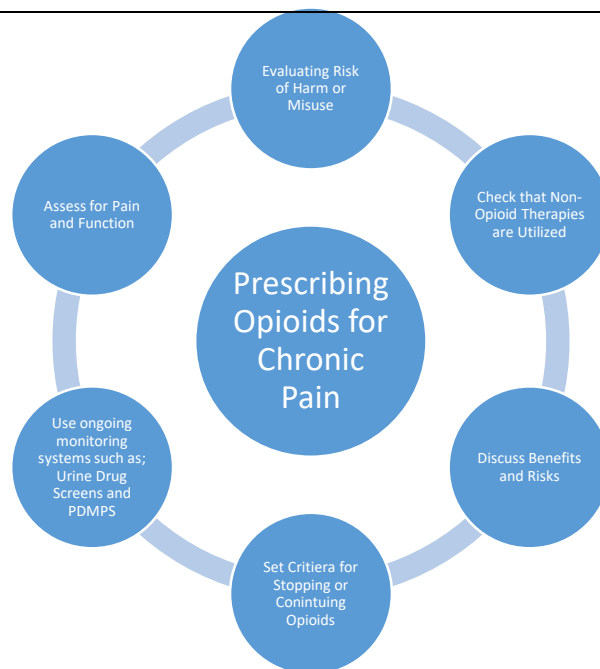 Evaluating Risk
of Harm or
Misuse
Check that Non-
Opioid Therapies
are Utilized
Discuss Benefits
and Risks
Set Critiera for
Stopping or
Conintuing
Opioids
Use ongoing
monitoring
systems such as;
Urine Drug
Screens and
PDMPS
Assess for Pain
and Function
Prescribing
Opioids for
Chronic
Pain